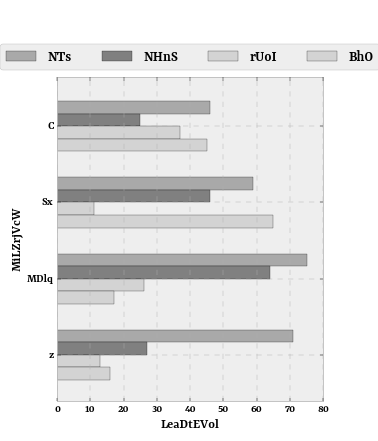 NTs NHnS rUoI BhO
C
Sx
MDlq
z
MiLZrJVcW
0 10 20 30 40 50 60 70 80
LeaDtEVol